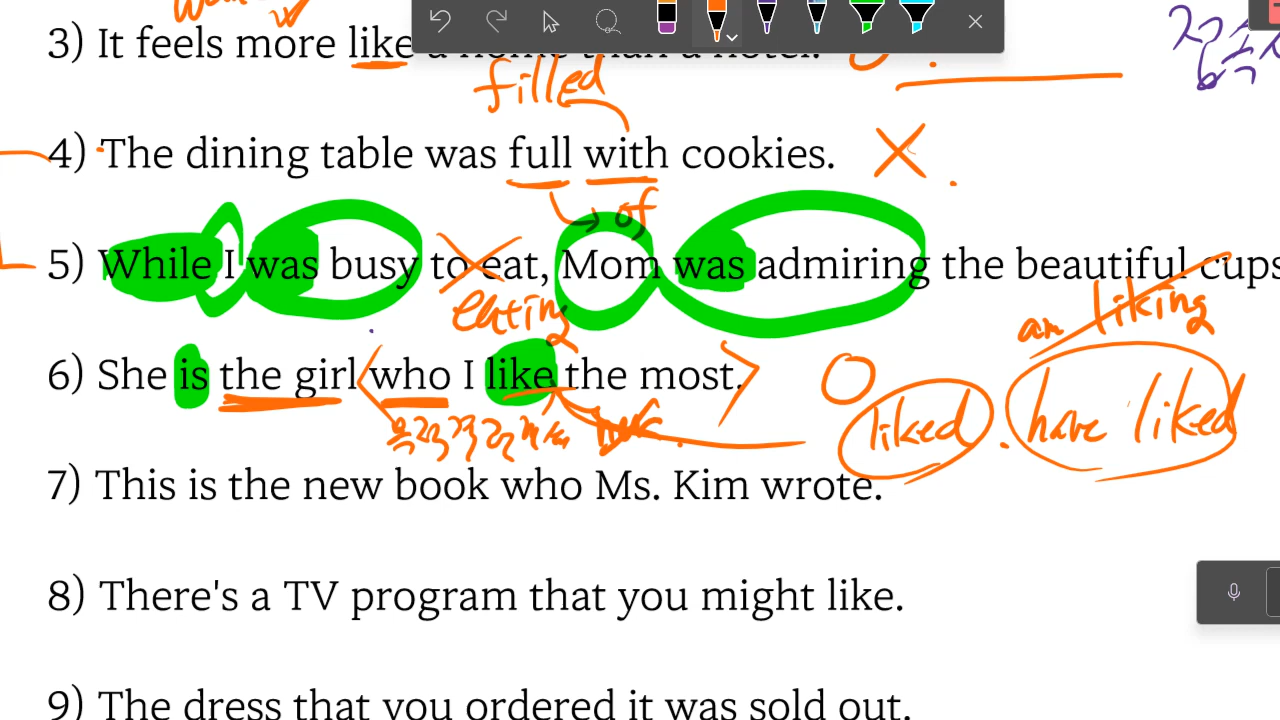 3) It feels more like a home than a hotel.
filled
4) The dining table was full with cookies.
of
5) While I was busy to eat, Mom was admiring the beautiful cups
eating
am liking
6) She is the girl who I like the most.
liked. have liked
7) This is the new book who Ms. Kim wrote.
8) There's a TV program that you might like.
9) The dress that you ordered it was sold out.